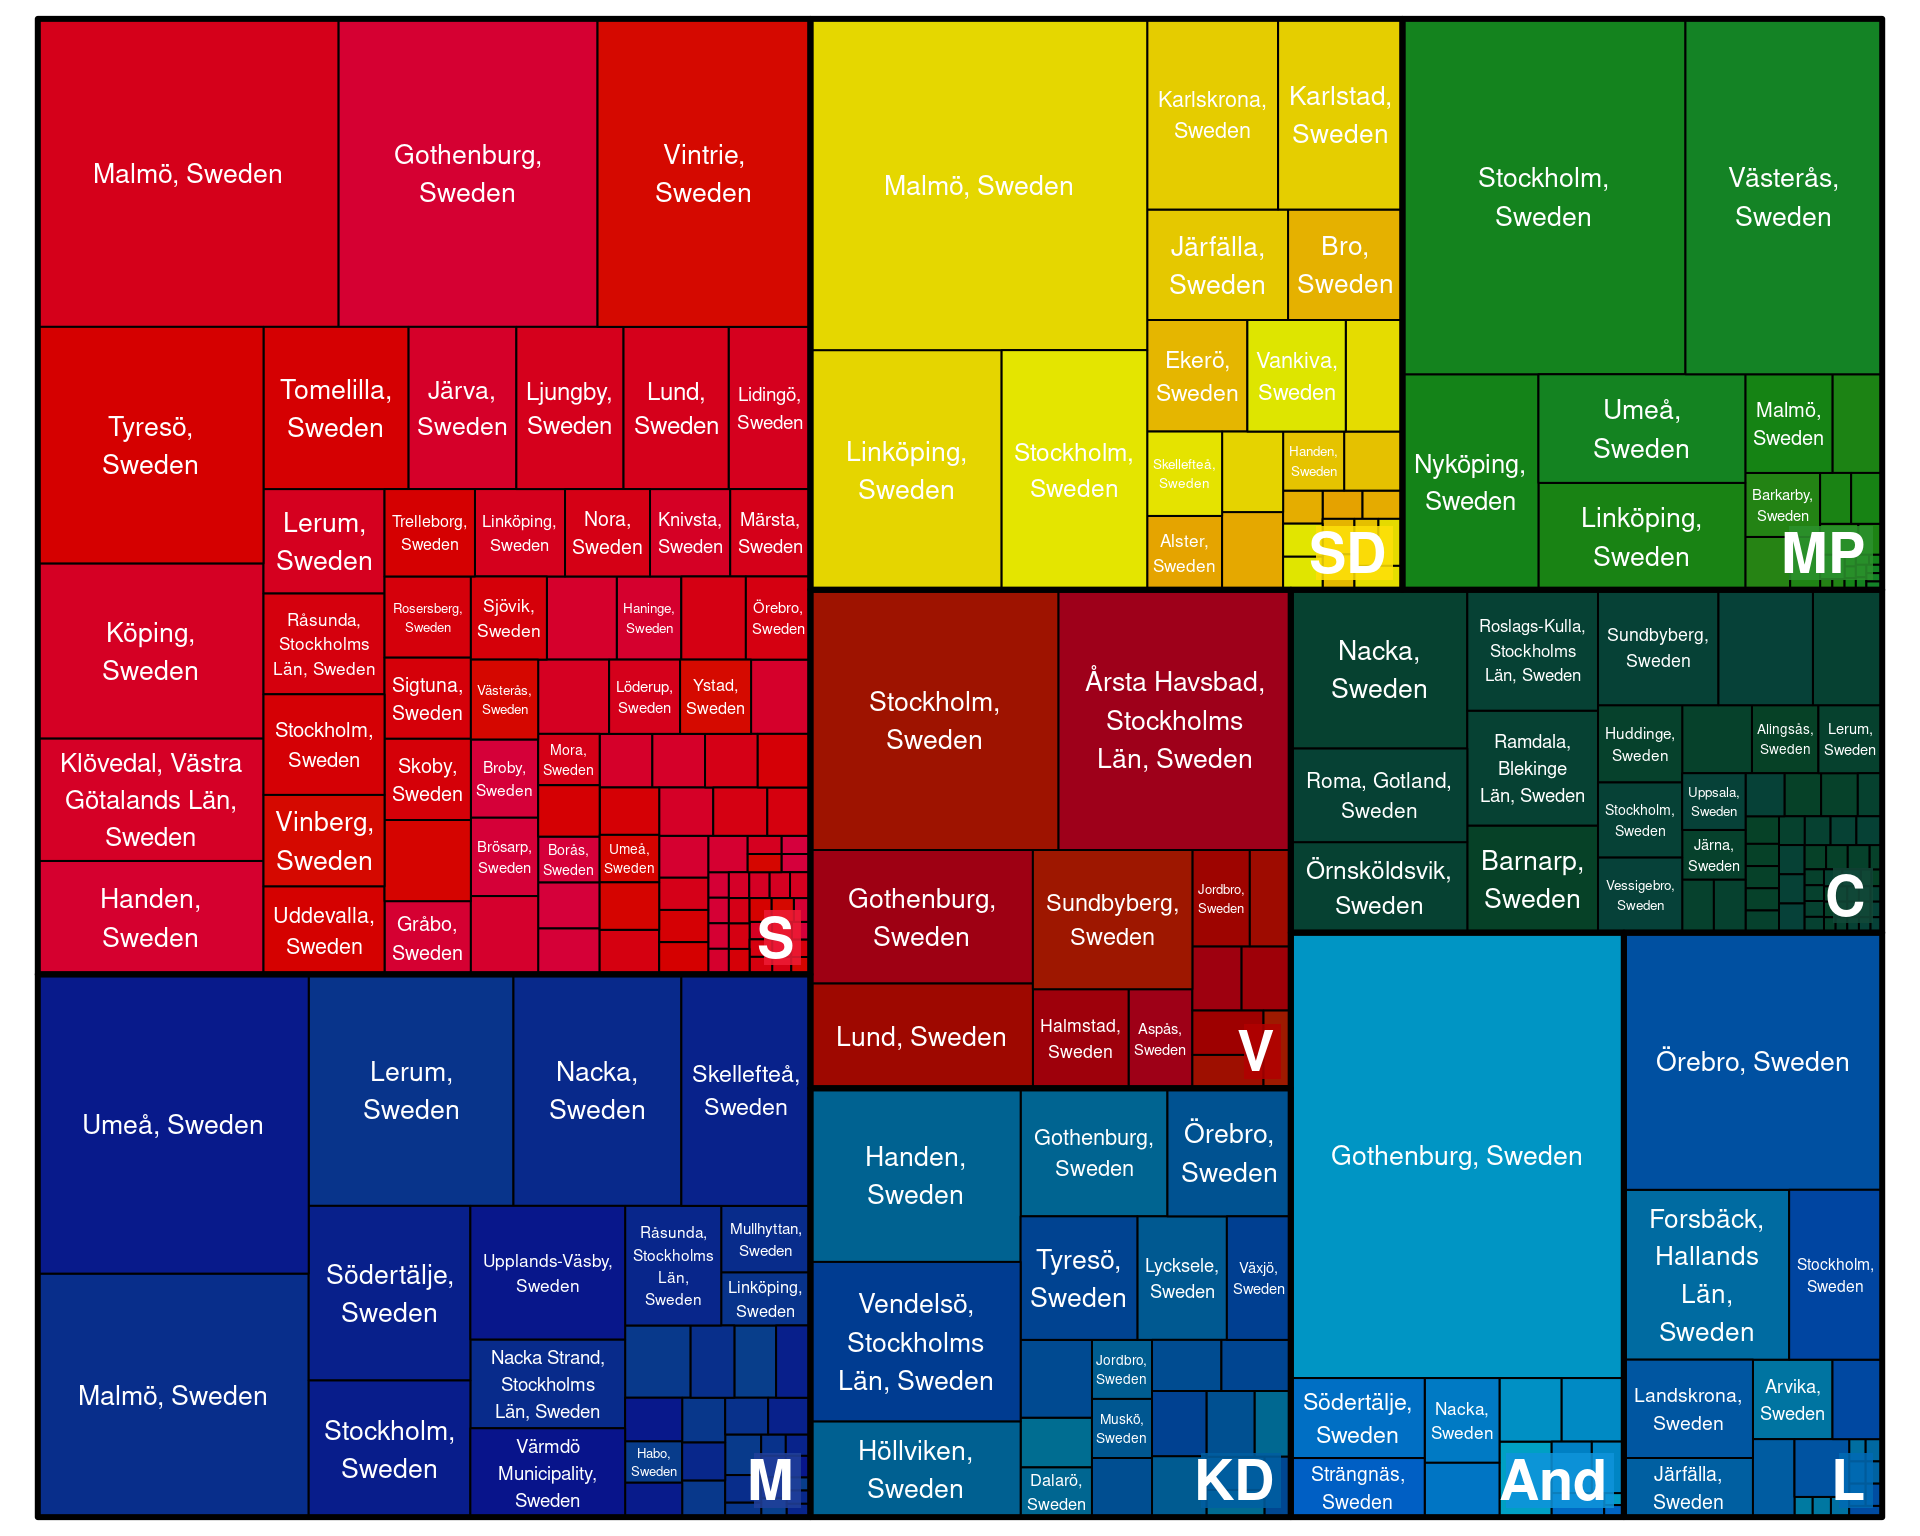 Malmö, Sweden
Gothenburg,
Sweden
Vintrie,
Sweden
Tyresö,
Sweden
Tomelilla,
Sweden
Järva,
Sweden
Ljungby,
Sweden
Lund,
Sweden
Lidingö,
Sweden
Köping,
Sweden
Klövedal, Västra
Götalands Län,
Sweden
Handen,
Sweden
Lerum,
Sweden
Råsunda,
Stockholms
Län, Sweden
Stockholm,
Sweden
Vinberg,
Sweden
Uddevalla,
Sweden
Trelleborg,
Sweden
Linköping,
Sweden
Nora,
Sweden
Knivsta,
Sweden
Märsta,
Sweden
Rosersberg,
Sweden
Sigtuna,
Sweden
Skoby,
Sweden
Gråbo,
Sweden
Sjövik,
Sweden
Haninge,
Sweden
Örebro,
Sweden
Västerås,
Sweden
Broby,
Sweden
Brösarp,
Sweden
Löderup,
Sweden
Ystad,
Sweden
Mora,
Sweden
Borås,
Sweden
Umeå,
Sweden
S
Malmö, Sweden
Linköping,
Sweden
Stockholm,
Sweden
Karlskrona,
Sweden
Karlstad,
Sweden
Järfälla,
Sweden
Bro,
Sweden
Ekerö,
Sweden
Vankiva,
Sweden
Skellefteå,
Sweden
Alster,
Sweden
Handen,
Sweden
SD
Stockholm,
Sweden
Västerås,
Sweden
Nyköping,
Sweden
Umeå,
Sweden
Linköping,
Sweden
Malmö,
Sweden
Barkarby,
Sweden
MP
Stockholm,
Sweden
Årsta Havsbad,
Stockholms
Län, Sweden
Gothenburg,
Sweden
Lund, Sweden
Sundbyberg,
Sweden
Halmstad,
Sweden
Aspås,
Sweden
Jordbro,
Sweden
V
Nacka,
Sweden
Roma, Gotland,
Sweden
Örnsköldsvik,
Sweden
Roslags-Kulla,
Stockholms
Län, Sweden
Ramdala,
Blekinge
Län, Sweden
Barnarp,
Sweden
Sundbyberg,
Sweden
Huddinge,
Sweden
Stockholm,
Sweden
Vessigebro,
Sweden
Alingsås,
Sweden
Lerum,
Sweden
Uppsala,
Sweden
Järna,
Sweden
C
Umeå, Sweden
Malmö, Sweden
Lerum,
Sweden
Nacka,
Sweden
Skellefteå,
Sweden
Södertälje,
Sweden
Stockholm,
Sweden
Upplands-Väsby,
Sweden
Nacka Strand,
Stockholms
Län, Sweden
Värmdö
Municipality,
Sweden
Råsunda,
Stockholms
Län,
Sweden
Mullhyttan,
Sweden
Linköping,
Sweden
Habo,
Sweden
M
Handen,
Sweden
Vendelsö,
Stockholms
Län, Sweden
Höllviken,
Sweden
Gothenburg,
Sweden
Örebro,
Sweden
Tyresö,
Sweden
Lycksele,
Sweden
Växjö,
Sweden
Jordbro,
Sweden
Muskö,
Sweden
Dalarö,
Sweden
KD
Gothenburg, Sweden
Södertälje,
Sweden
Strängnäs,
Sweden
Nacka,
Sweden
And
Örebro, Sweden
Forsbäck,
Hallands
Län,
Sweden
Stockholm,
Sweden
Landskrona,
Sweden
Järfälla,
Sweden
Arvika,
Sweden
L